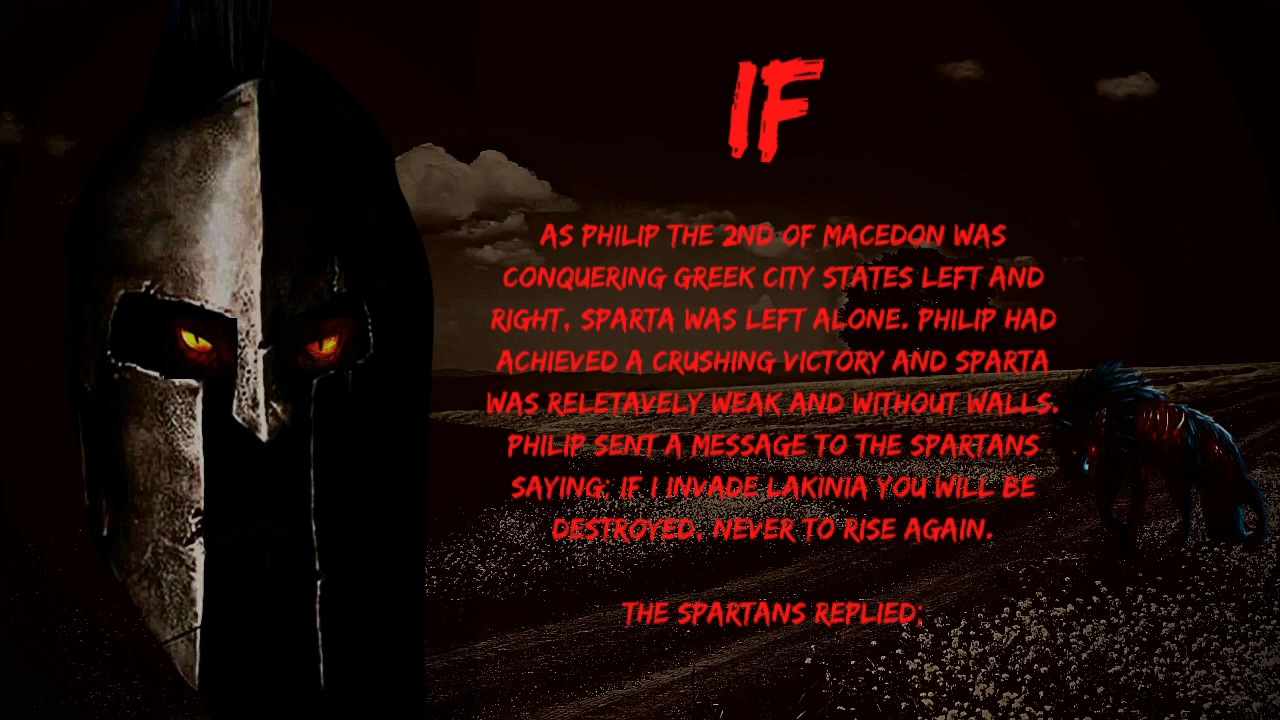 IF
AS PHILIP THE 2ND OF MACEDON WAS
CONQUERING GREEK CITY STATES LEFT AND
RIGHT, SPARTA WAS LEFT ALONE. PHILIP HAD
ACHIEVED A CRUSHING VICTORY AND SPARTA
WAS RELETAVELY WEAK AND WITHOUT WALLS.
PHILIP SENT A MESSAGE TO THE SPARTANS
SAYING; IF I INVADE LAKINIA YOU WILL BE
DESTROYED, NEVER TO RISE AGAIN.
THE SPARTANS REPLIED;